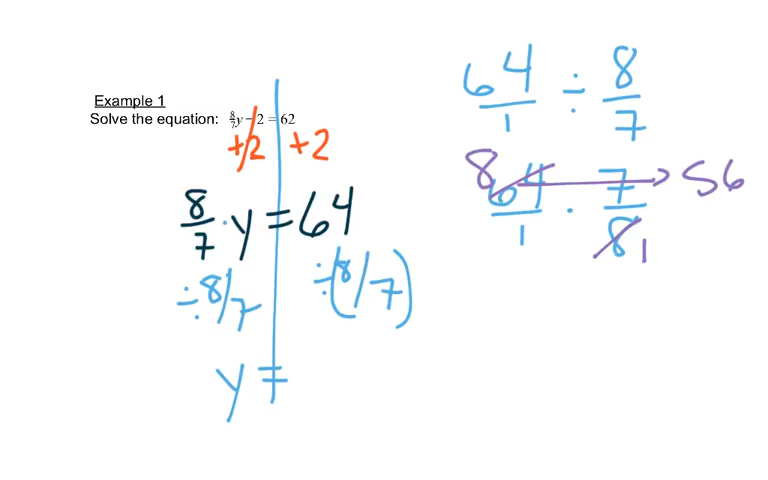 Example 1
Solve the equation: 8/7 y - 2 = 62
+2 +2
8/7 · y = 64
÷ 8/7 ÷ (8/7)
y =
64/1 ÷ 8/7
8 64/1 · 7/8 1 → 56